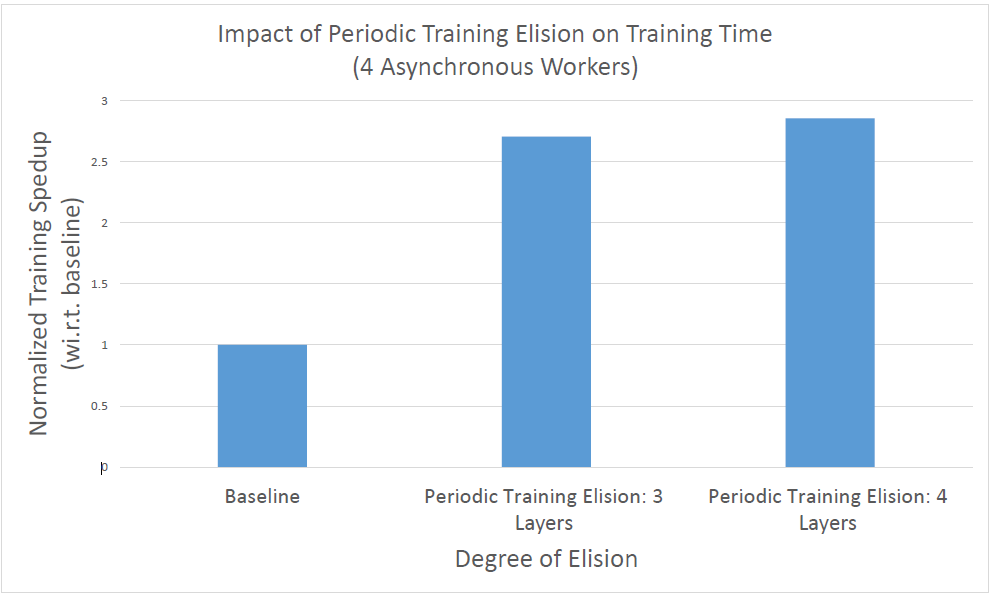 Impact of Periodic Training Elision on Training Time
(4 Asynchronous Workers)
Normalized Training Spedup
(wi.r.t. baseline)
3
2.5
2
1.5
1
0.5
0
Baseline
Periodic Training Elision: 3
Layers
Periodic Training Elision: 4
Layers
Degree of Elision